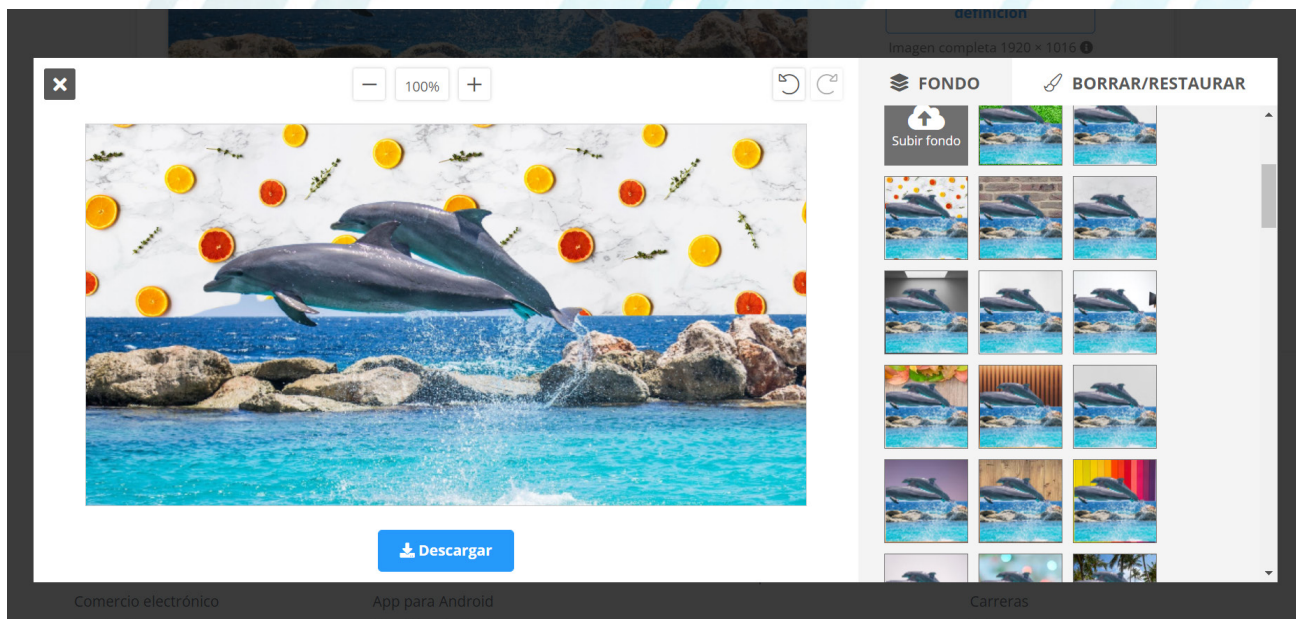 definición
Imagen completa 1920 × 1016
100%
FONDO
BORRAR/RESTAURAR
Subir fondo
Descargar
Comercio electrónico
App para Android
Carreras